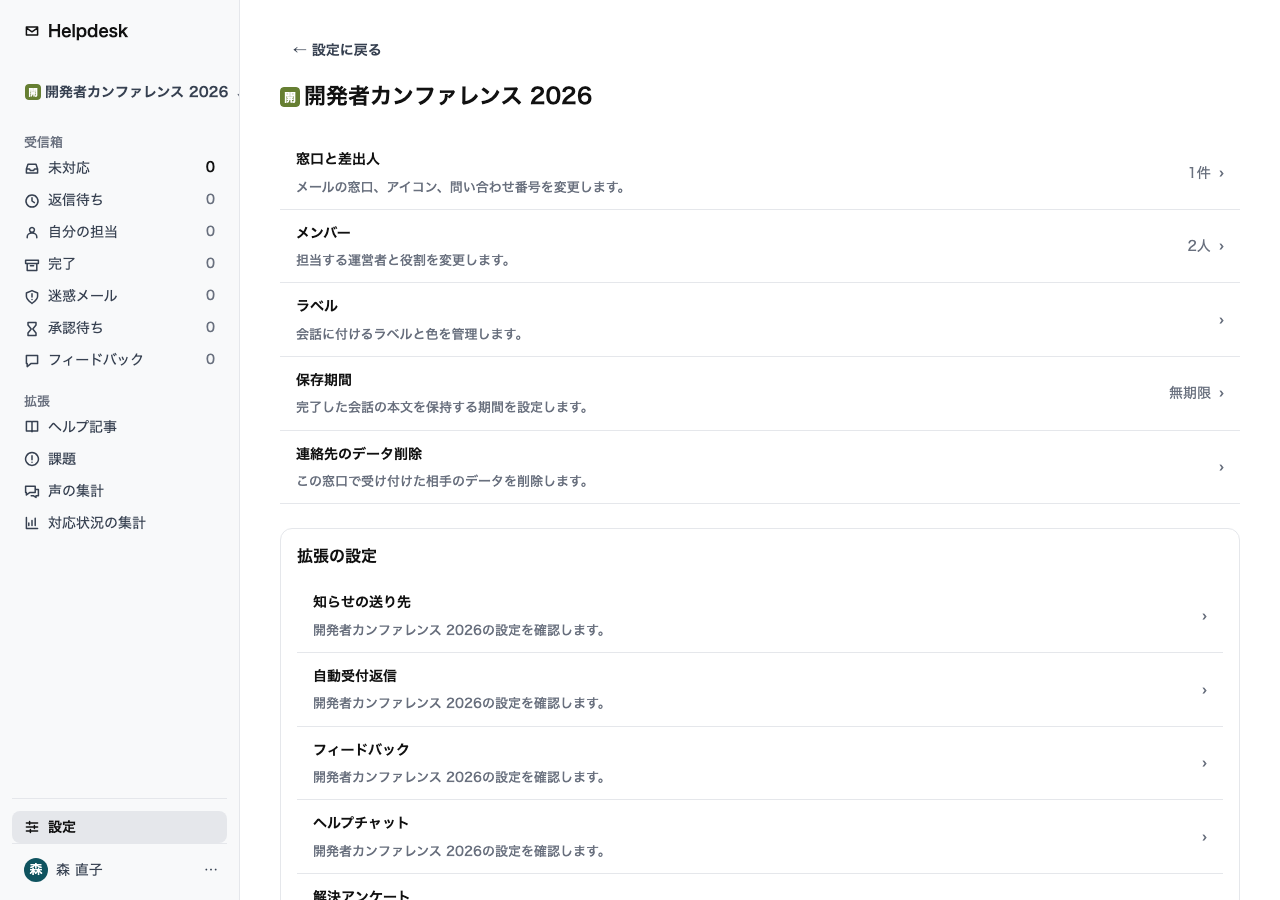 Helpdesk
開 開発者カンファレンス 2026
受信箱
未対応 0
返信待ち 0
自分の担当 0
完了 0
迷惑メール 0
承認待ち 0
フィードバック 0
拡張
ヘルプ記事
課題
声の集計
対応状況の集計
設定
森 森 直子 …
← 設定に戻る
開 開発者カンファレンス 2026
窓口と差出人
メールの窓口、アイコン、問い合わせ番号を変更します。
1件 ›
メンバー
担当する運営者と役割を変更します。
2人 ›
ラベル
会話に付けるラベルと色を管理します。
›
保存期間
完了した会話の本文を保持する期間を設定します。
無期限 ›
連絡先のデータ削除
この窓口で受け付けた相手のデータを削除します。
›
拡張の設定
知らせの送り先
開発者カンファレンス 2026の設定を確認します。
›
自動受付返信
開発者カンファレンス 2026の設定を確認します。
›
フィードバック
開発者カンファレンス 2026の設定を確認します。
›
ヘルプチャット
開発者カンファレンス 2026の設定を確認します。
›
解決アンケート